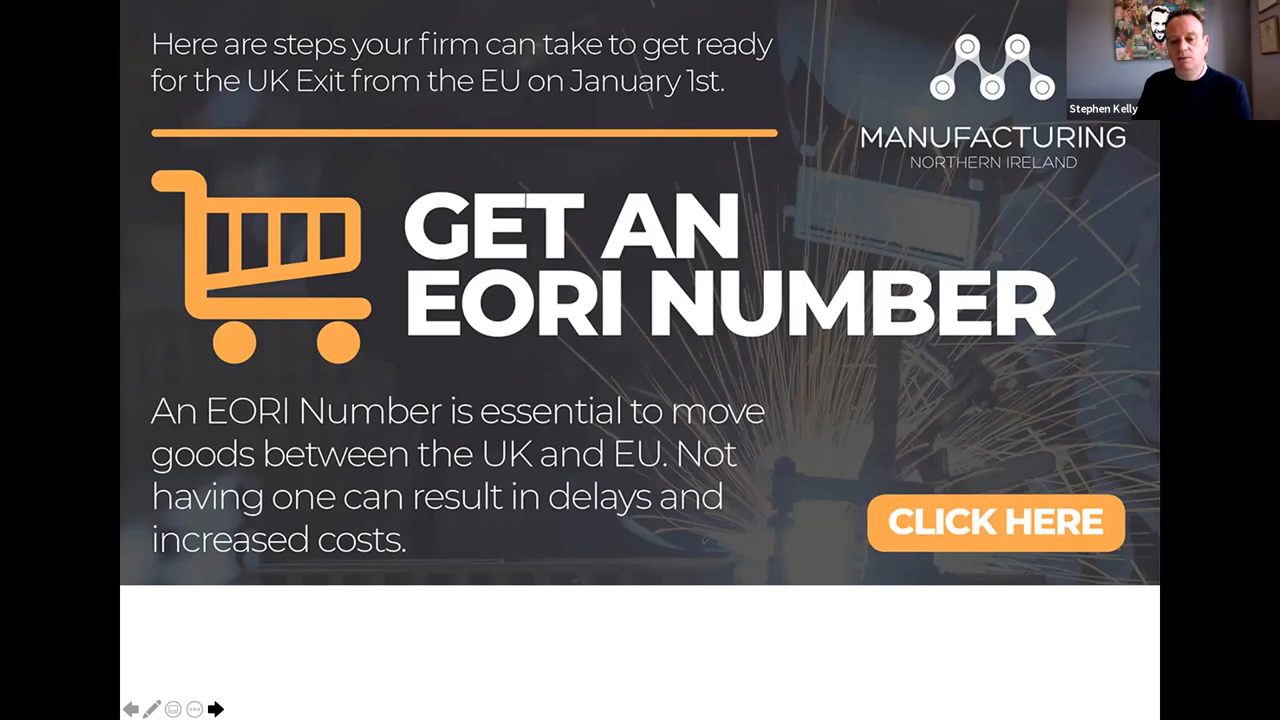 Here are steps your firm can take to get ready
for the UK Exit from the EU on January 1st.
MANUFACTURING
NORTHERN IRELAND
Stephen Kelly
GET AN
EORI NUMBER
An EORI Number is essential to move
goods between the UK and EU. Not
having one can result in delays and
increased costs.
CLICK HERE